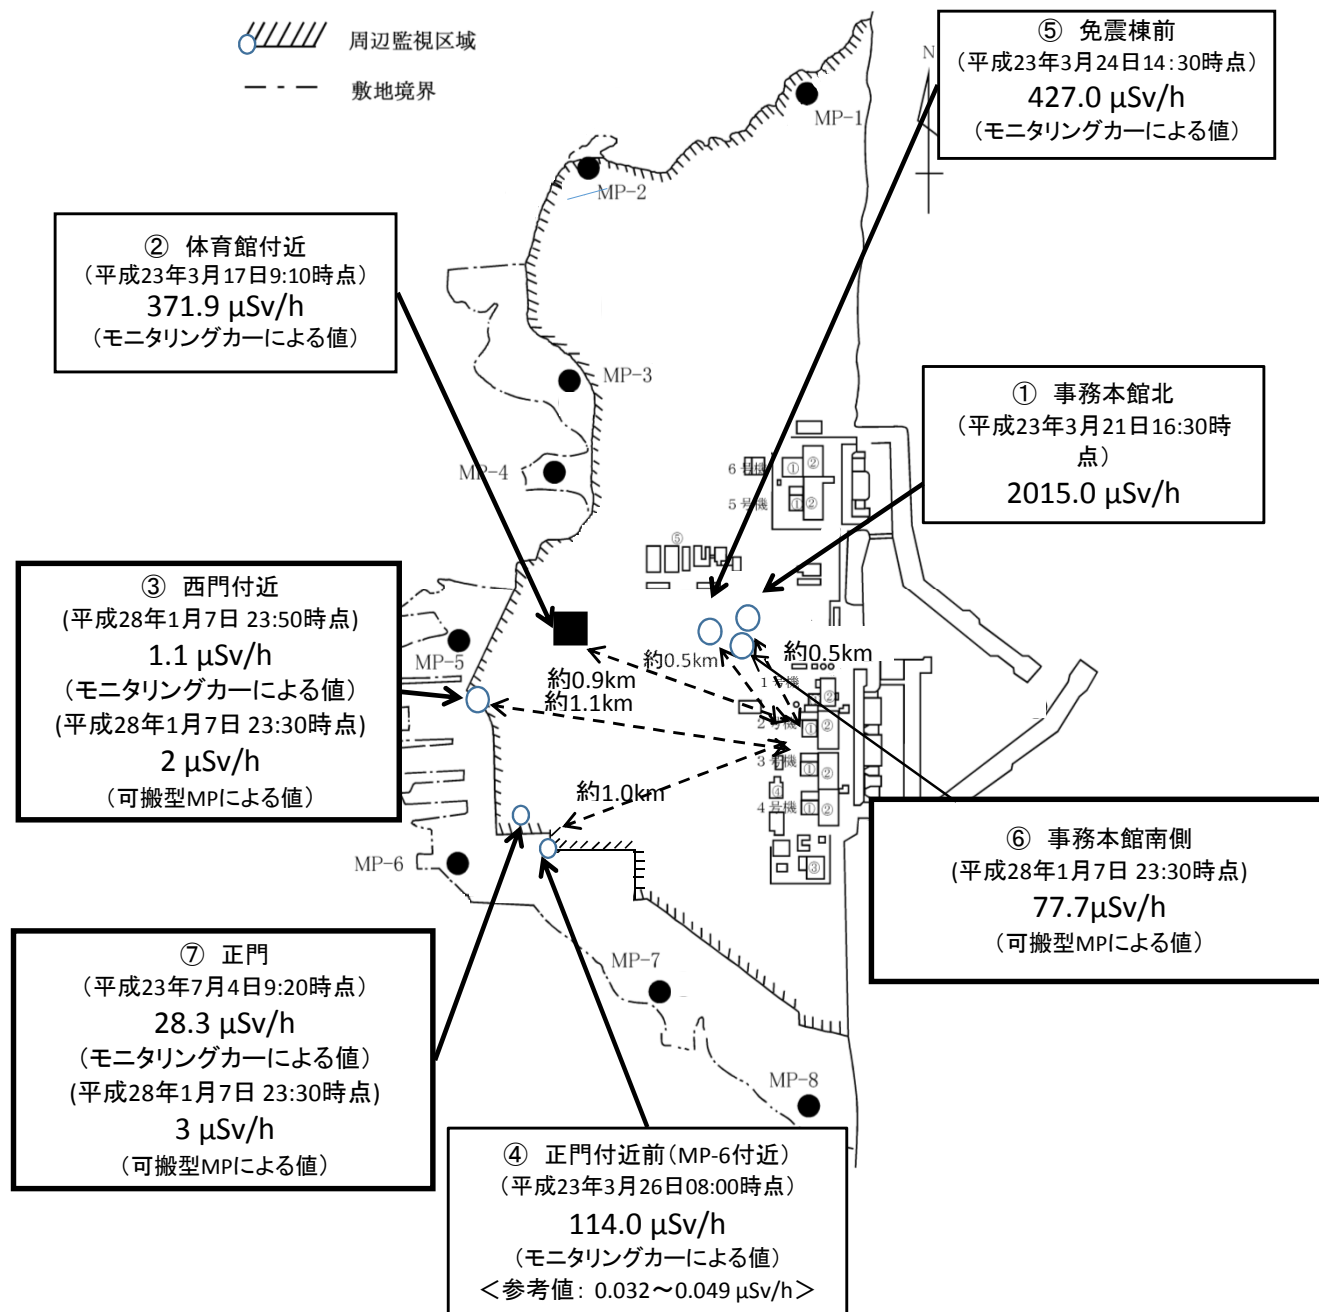 周辺監視区域
敷地境界
⑤ 免震棟前
（平成23年3月24日14：30時点）
427.0 μSv/h
（モニタリングカーによる値）
N
MP-1
MP-2
② 体育館付近
（平成23年3月17日9:10時点）
371.9 μSv/h
（モニタリングカーによる値）
MP-3
① 事務本館北
（平成23年3月21日16:30時
点）
2015.0 μSv/h
MP-4
6号機
①
②
5号機
①
②
⑤
③ 西門付近
(平成28年1月7日 23:50時点)
1.1 μSv/h
（モニタリングカーによる値）
(平成28年1月7日 23:30時点)
2 μSv/h
（可搬型MPによる値）
MP-5
約0.5km
約0.5km
約0.9km
約1.1km
1号機
②
2号機
①
②
3号機
①
②
④
4号機
①
②
③
約1.0km
MP-6
⑥ 事務本館南側
(平成28年1月7日 23:30時点)
77.7μSv/h
（可搬型MPによる値）
⑦ 正門
（平成23年7月4日9:20時点）
28.3 μSv/h
（モニタリングカーによる値）
(平成28年1月7日 23:30時点)
3 μSv/h
（可搬型MPによる値）
MP-7
MP-8
④ 正門付近前（MP-6付近）
（平成23年3月26日08:00時点）
114.0 μSv/h
（モニタリングカーによる値）
＜参考値： 0.032～0.049 μSv/h＞